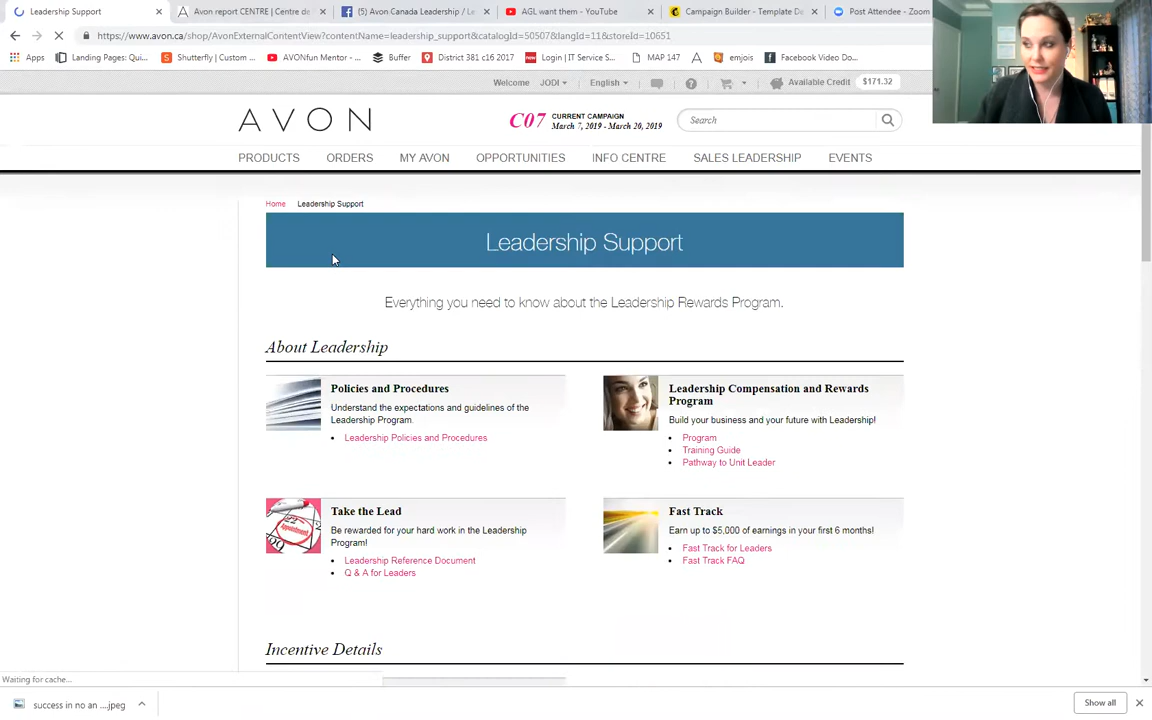 Leadership Support
Avon report CENTRE | Centre de
(5) Avon Canada Leadership / Le
AGL want them - YouTube
Campaign Builder - Template De
Post Attendee - Zoom
https://www.avon.ca/shop/AvonExternalContentView?contentName=leadership_support&catalogId=50507&langId=11&storeId=10651
Apps
Landing Pages: Qui...
Shutterfly | Custom ...
AVONfun Mentor - ...
Buffer
District 381 c16 2017
Login | IT Service S...
MAP 147
emjois
Facebook Video Do...
Welcome JODI English Available Credit $171.32
AVON
C07 CURRENT CAMPAIGN
March 7, 2019 - March 20, 2019
Search
PRODUCTS ORDERS MY AVON OPPORTUNITIES INFO CENTRE SALES LEADERSHIP EVENTS
Home Leadership Support
Leadership Support
Everything you need to know about the Leadership Rewards Program.
About Leadership
Policies and Procedures
Understand the expectations and guidelines of the
Leadership Program.
• Leadership Policies and Procedures
Leadership Compensation and Rewards
Program
Build your business and your future with Leadership!
• Program
• Training Guide
• Pathway to Unit Leader
Take the Lead
Be rewarded for your hard work in the Leadership
Program!
• Leadership Reference Document
• Q & A for Leaders
Fast Track
Earn up to $5,000 of earnings in your first 6 months!
• Fast Track for Leaders
• Fast Track FAQ
Incentive Details
Waiting for cache...
success in no an ....jpeg
Show all